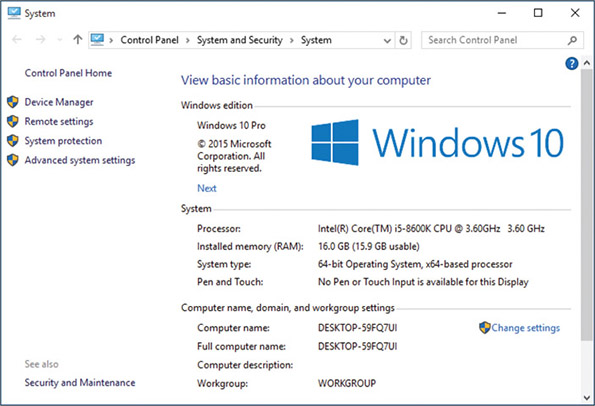 System
Control Panel > System and Security > System
Search Control Panel
?
Control Panel Home
Device Manager
Remote settings
System protection
Advanced system settings
See also
Security and Maintenance
View basic information about your computer
Windows edition
Windows 10 Pro
© 2015 Microsoft
Corporation. All
rights reserved.
Next
Windows 10
System
Processor: Intel(R) Core(TM) i5-8600K CPU @ 3.60GHz 3.60 GHz
Installed memory (RAM): 16.0 GB (15.9 GB usable)
System type: 64-bit Operating System, x64-based processor
Pen and Touch: No Pen or Touch Input is available for this Display
Computer name, domain, and workgroup settings
Computer name: DESKTOP-59FQ7UI Change settings
Full computer name: DESKTOP-59FQ7UI
Computer description:
Workgroup: WORKGROUP